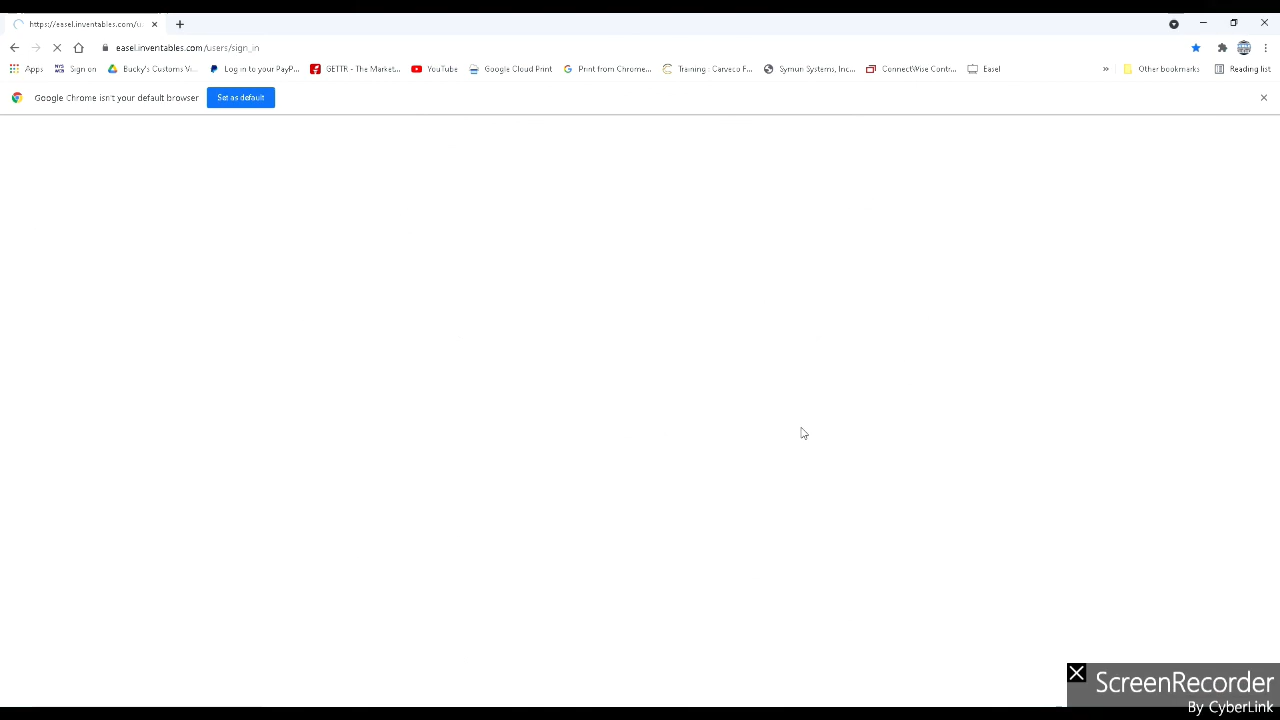 https://easel.inventables.com/u
easel.inventables.com/users/sign_in
Apps Sign on Bucky's Customs Vi... Log in to your PayP... GETTR - The Market... YouTube Google Cloud Print Print from Chrome... Training - Carveco F... Symun Systems, Inc... ConnectWise Contr... Easel » Other bookmarks Reading list
Google Chrome isn't your default browser Set as default
ScreenRecorder
By CyberLink